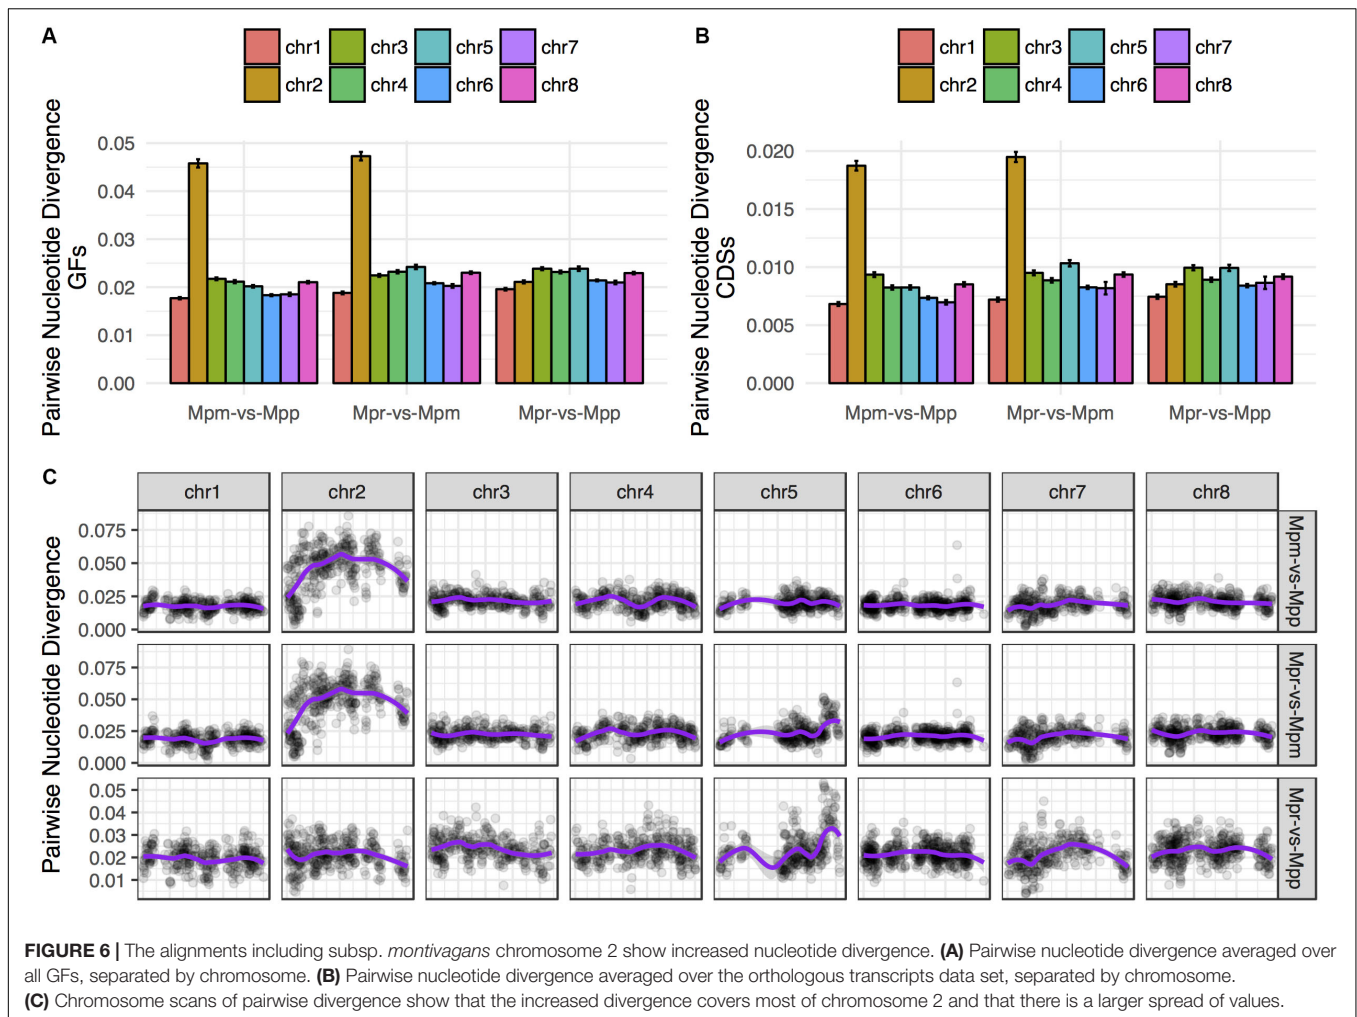 A
chr1 chr3 chr5 chr7
chr2 chr4 chr6 chr8
Pairwise Nucleotide Divergence
GFs
0.05
0.04
0.03
0.02
0.01
0.00
Mpm-vs-Mpp Mpr-vs-Mpm Mpr-vs-Mpp
B
chr1 chr3 chr5 chr7
chr2 chr4 chr6 chr8
Pairwise Nucleotide Divergence
CDSs
0.020
0.015
0.010
0.005
0.000
Mpm-vs-Mpp Mpr-vs-Mpm Mpr-vs-Mpp
C
chr1 chr2 chr3 chr4 chr5 chr6 chr7 chr8
Pairwise Nucleotide Divergence
0.075
0.050
0.025
0.000
Mpm-vs-Mpp
0.075
0.050
0.025
0.000
Mpr-vs-Mpm
0.05
0.04
0.03
0.02
0.01
Mpr-vs-Mpp
FIGURE 6 | The alignments including subsp. montivagans chromosome 2 show increased nucleotide divergence. (A) Pairwise nucleotide divergence averaged over
all GFs, separated by chromosome. (B) Pairwise nucleotide divergence averaged over the orthologous transcripts data set, separated by chromosome.
(C) Chromosome scans of pairwise divergence show that the increased divergence covers most of chromosome 2 and that there is a larger spread of values.